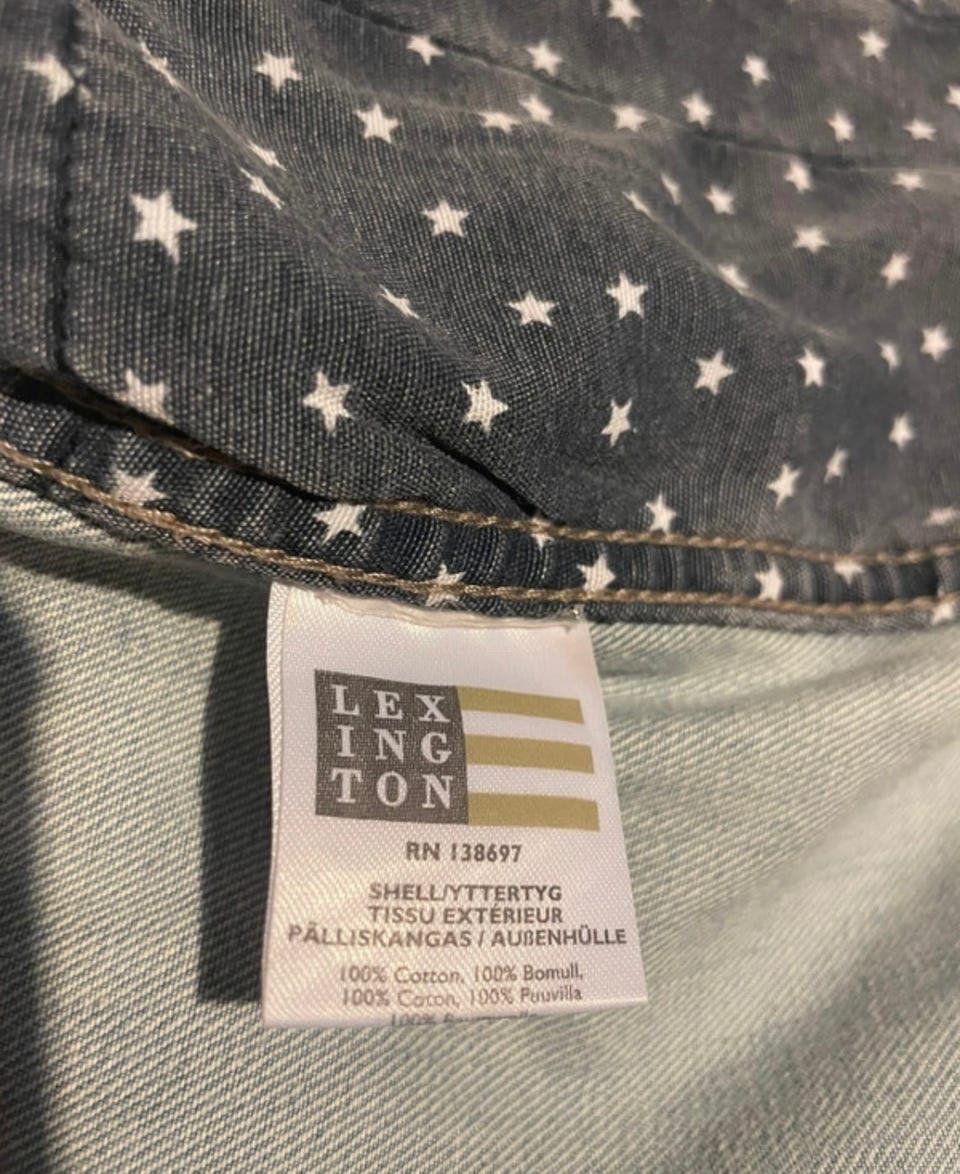 LEX
ING
TON
RN 138697
SHELL/YTTERTYG
TISSU EXTÉRIEUR
PÄLLISKANGAS / AUßENHÜLLE
100% Cotton, 100% Bomull,
100% Coton, 100% Puuvilla
100%